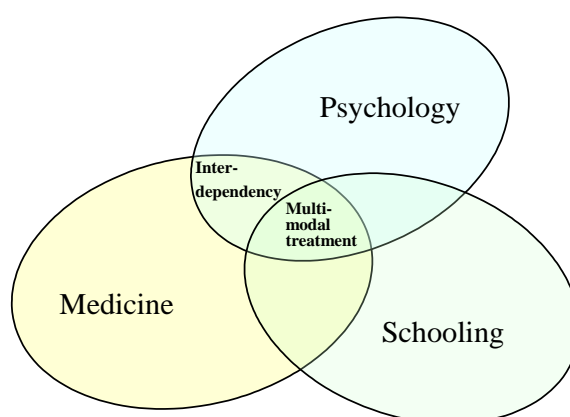 Psychology
Inter-
dependency
Multi-
modal
treatment
Medicine
Schooling